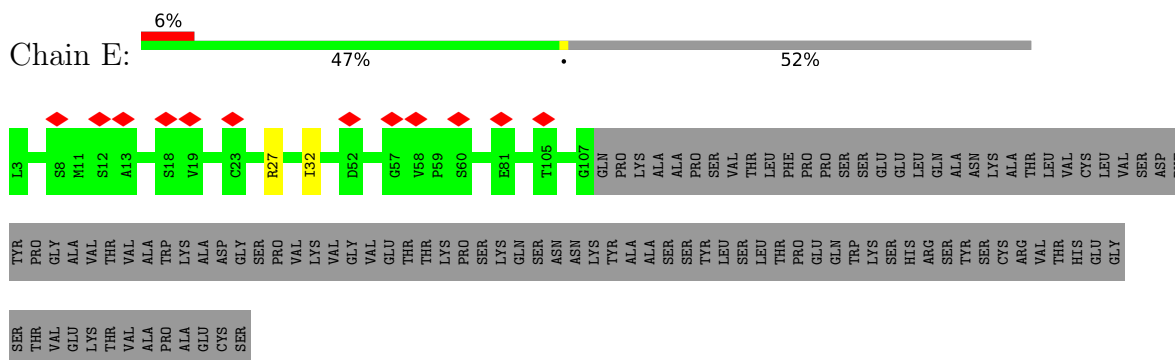 6%
Chain E:
47% • 52%
L3 S8 M11 S12 A13 S18 V19 C23 R27 I32 D52 G57 V58 P59 S60 E81 T105 G107 GLN PRO LYS ALA ALA PRO SER VAL THR LEU PHE PRO PRO SER SER GLU GLU LEU GLN ALA ASN LYS ALA THR LEU VAL CYS LEU VAL SER ASP
TYR PRO GLY ALA VAL THR VAL ALA TRP LYS ALA ASP GLY SER PRO VAL LYS VAL GLY VAL GLU THR THR LYS PRO SER LYS GLN SER ASN ASN LYS TYR ALA ALA SER SER TYR LEU SER LEU THR PRO GLU GLN TRP LYS SER HIS ARG SER TYR SER CYS ARG VAL THR HIS GLU GLY
SER THR VAL GLU LYS THR VAL ALA PRO ALA GLU CYS SER